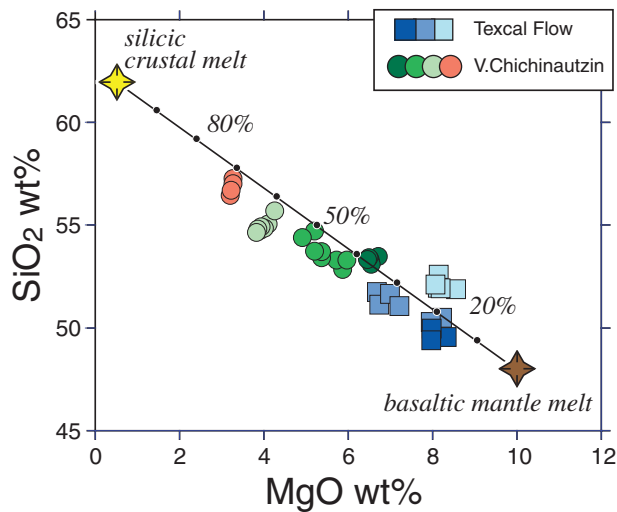 65
60
55
50
45
SiO₂ wt%
silicic
crustal melt
80%
50%
20%
basaltic mantle melt
Texcal Flow
V.Chichinautzin
0 2 4 6 8 10 12
MgO wt%